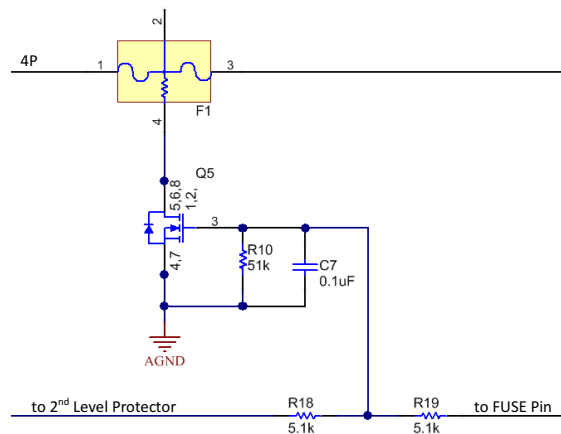 2
4P
1
3
F1
4
Q5
5,6,8
1,2,
3
4,7
R10
51k
C7
0.1uF
AGND
to 2nd Level Protector
R18
5.1k
R19
5.1k
to FUSE Pin